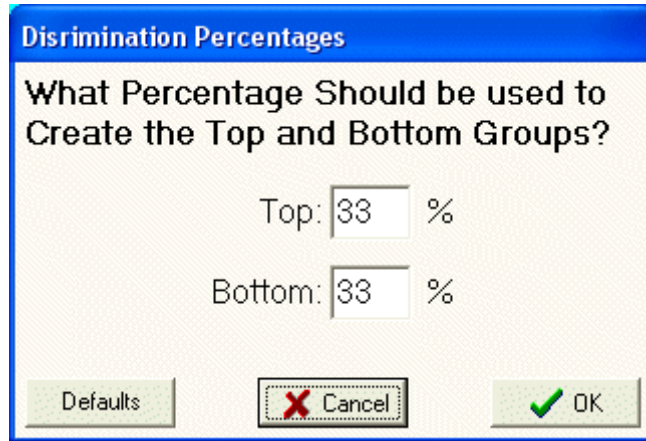 Disrimination Percentages
What Percentage Should be used to
Create the Top and Bottom Groups?
Top: 33 %
Bottom: 33 %
Defaults Cancel OK